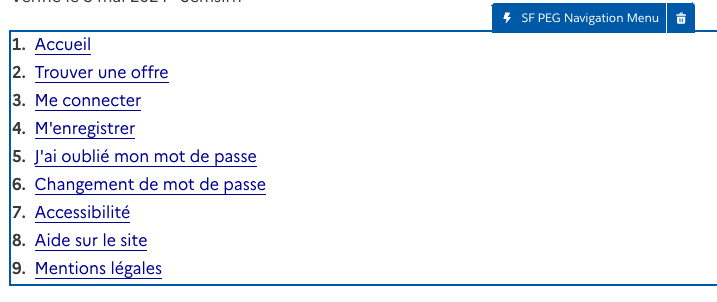 SF PEG Navigation Menu
1. Accueil
2. Trouver une offre
3. Me connecter
4. M'enregistrer
5. J'ai oublié mon mot de passe
6. Changement de mot de passe
7. Accessibilité
8. Aide sur le site
9. Mentions légales